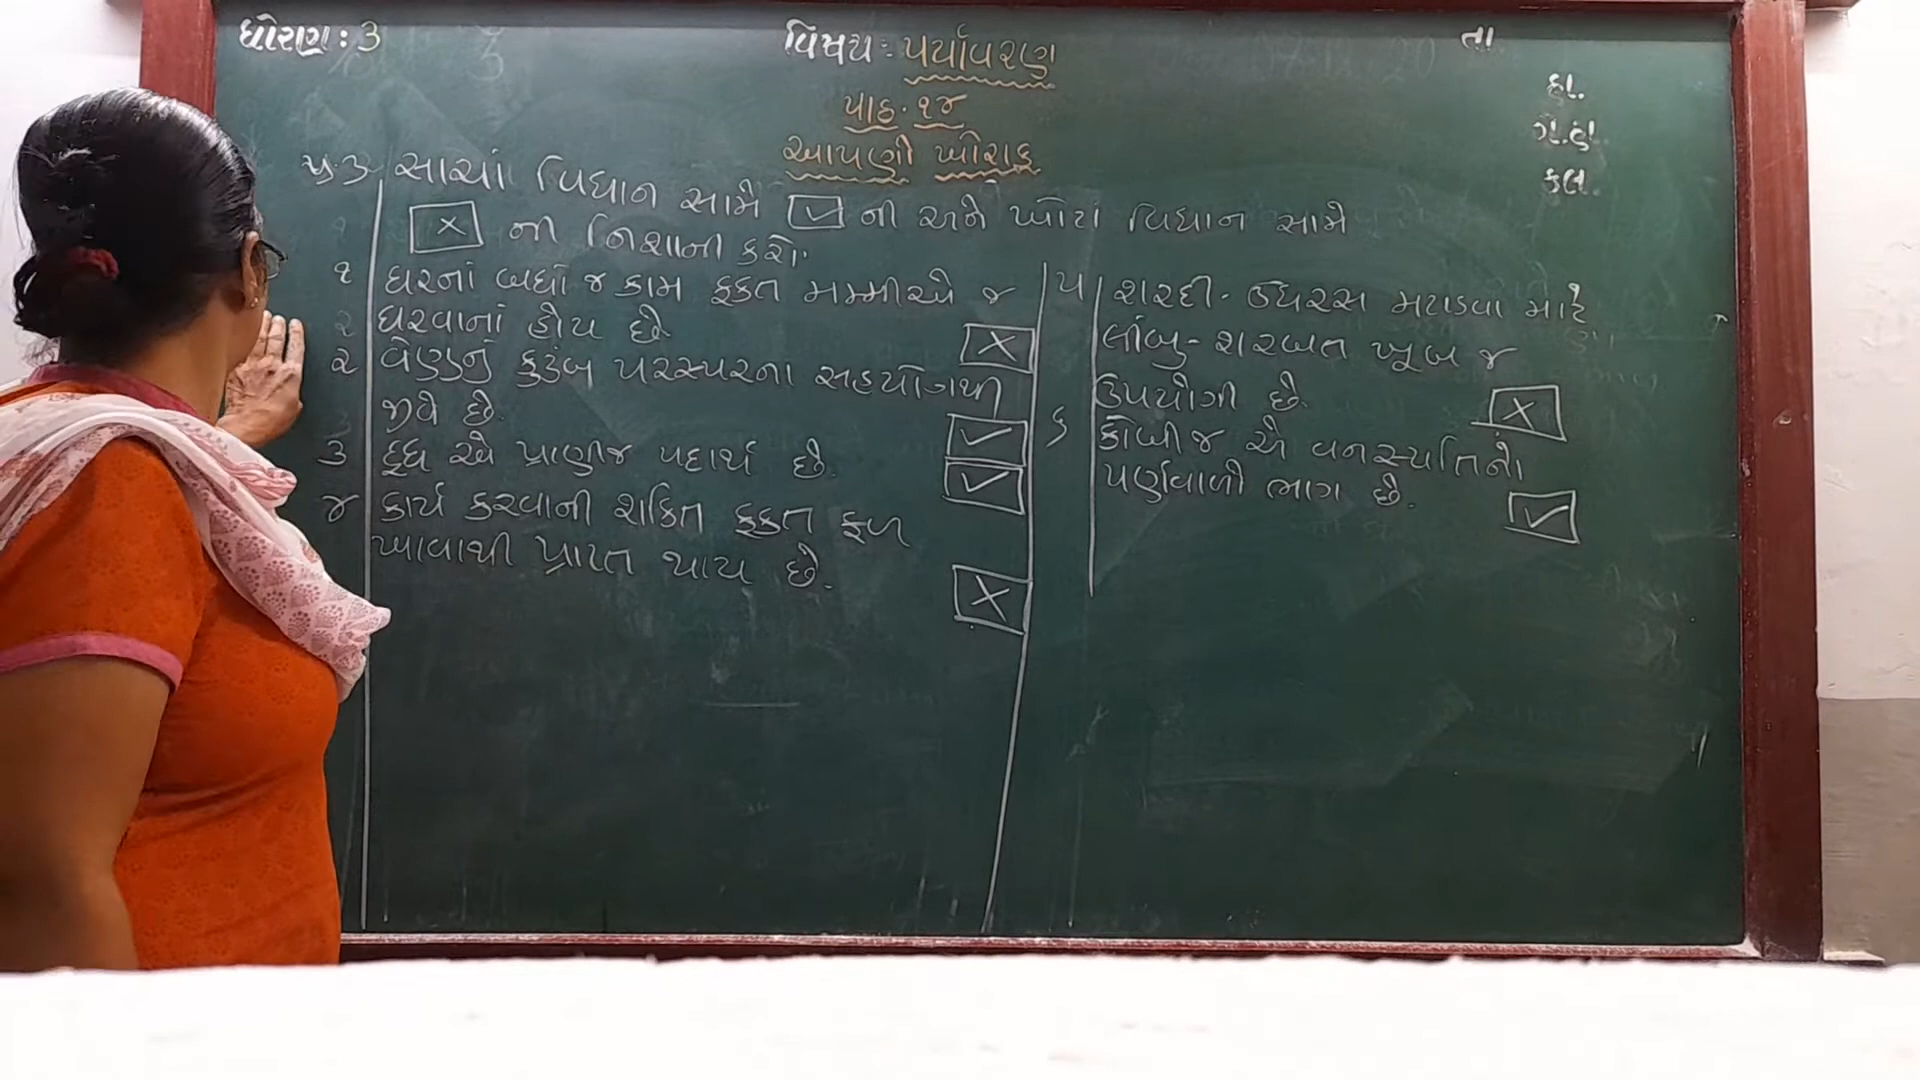 ધોરણ : 3
વિષય : પર્યાવરણ
તા
પાઠ. ૧૪
આપણો ખોરાક
હા.
ગે.હા.
કુલ.
પ્ર.૩ સાચાં વિધાન સામે ☑ ની અને ખોટાં વિધાન સામે
☒ ની નિશાની કરો.
૧ ઘરનાં બધાં જ કામ ફક્ત મમ્મીએ જ
ઘરવાનાં હોય છે. ☒
૨ વેણુનું કુટુંબ પરસ્પરના સહયોગથી
જીવે છે. ☑
૩ દૂધ એ પ્રાણીજ પદાર્થ છે. ☑
૪ કાર્ય કરવાની શક્તિ ફક્ત ફળ
ખાવાથી પ્રાપ્ત થાય છે. ☒
૫ શરદી - ઉધરસ મટાડવા માટે
લીંબુ - શરબત ખૂબ જ
ઉપયોગી છે. ☒
૬ કોબીજ એ વનસ્પતિનો
પર્ણવાળો ભાગ છે. ☑